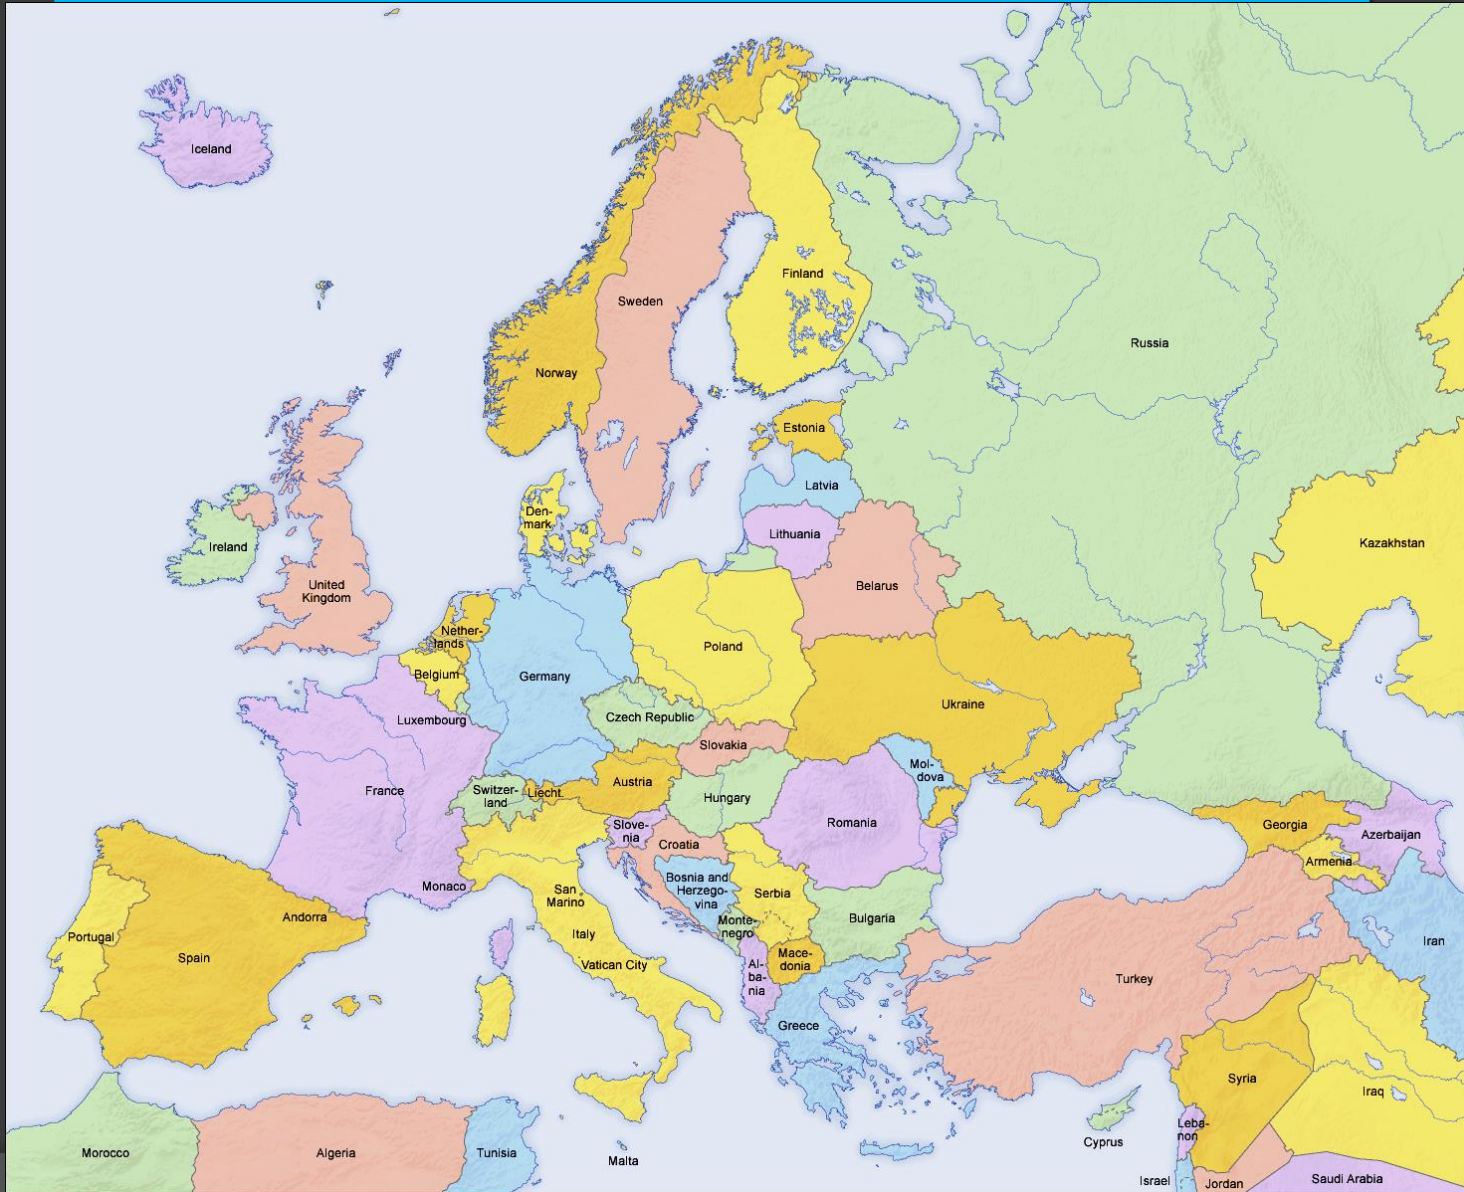 Iceland
Finland
Sweden
Russia
Norway
Estonia
Latvia
Den-
mark
Lithuania
Ireland
Kazakhstan
United
Kingdom
Belarus
Nether-
lands
Poland
Belgium
Germany
Ukraine
Luxembourg
Czech Republic
Slovakia
Mol-
dova
Austria
France
Switzer-
land
Liecht.
Hungary
Slove-
nia
Romania
Georgia
Azerbaijan
Croatia
Armenia
Monaco
San
Marino
Bosnia and
Herzego-
vina
Serbia
Andorra
Monte-
negro
Bulgaria
Portugal
Italy
Iran
Spain
Vatican City
Al-
ba-
nia
Mace-
donia
Turkey
Greece
Syria
Iraq
Leba-
non
Cyprus
Morocco
Algeria
Tunisia
Malta
Israel
Jordan
Saudi Arabia